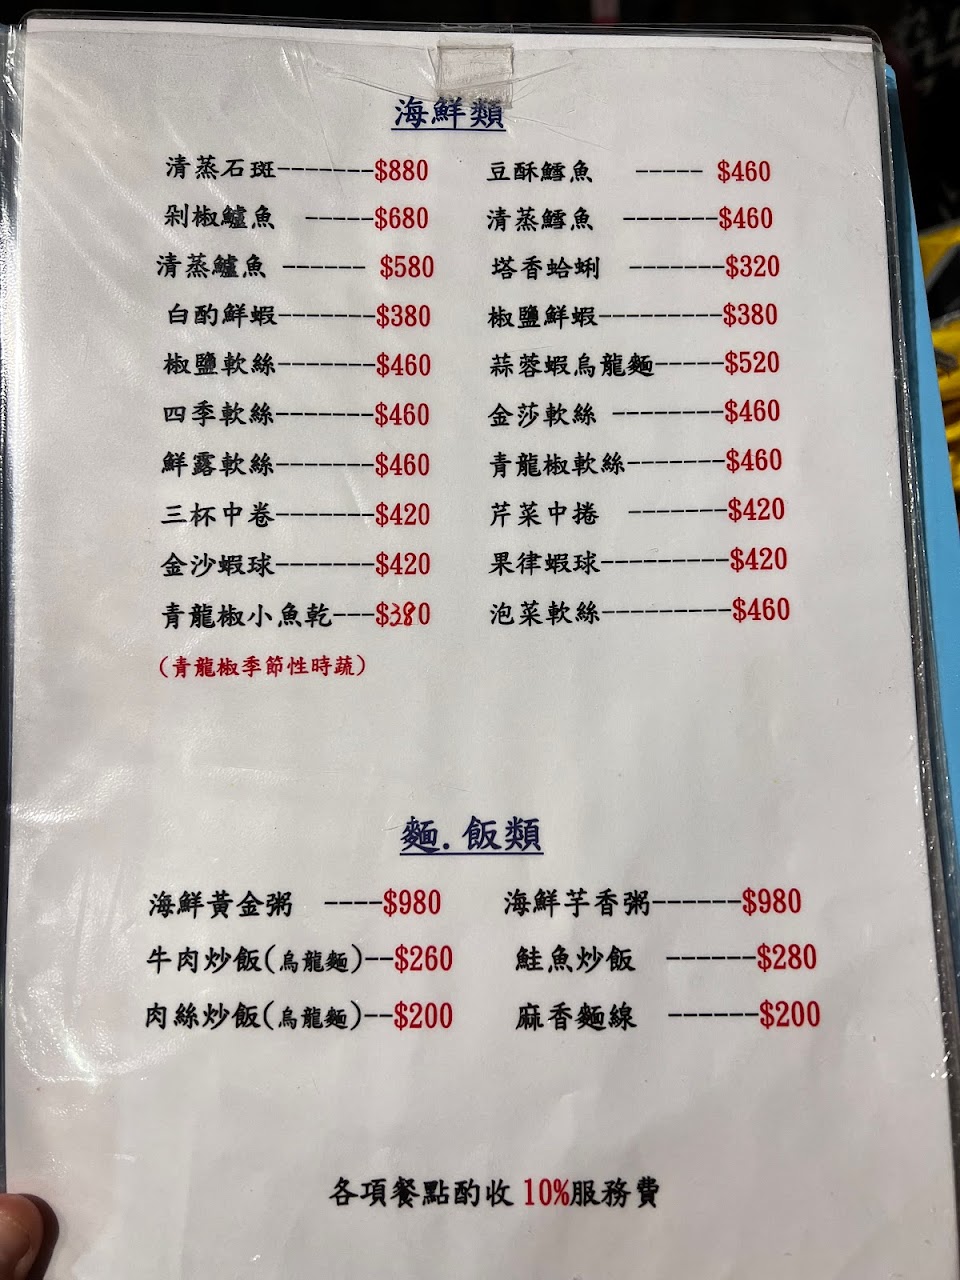 海鮮類
清蒸石斑-------$880 豆酥鱈魚 ----- $460
剁椒鱸魚 -----$680 清蒸鱈魚 -------$460
清蒸鱸魚 ------ $580 塔香蛤蜊 -------$320
白酌鮮蝦-------$380 椒鹽鮮蝦---------$380
椒鹽軟絲-------$460 蒜蓉蝦烏龍麵-----$520
四季軟絲-------$460 金莎軟絲 --------$460
鮮露軟絲-------$460 青龍椒軟絲-------$460
三杯中卷-------$420 芹菜中捲 -------$420
金沙蝦球-------$420 果律蝦球---------$420
青龍椒小魚乾---$380 泡菜軟絲---------$460
(青龍椒季節性時蔬)
麵.飯類
海鮮黃金粥 ----$980 海鮮芋香粥------$980
牛肉炒飯(烏龍麵)--$260 鮭魚炒飯 ------$280
肉絲炒飯(烏龍麵)--$200 麻香麵線 ------$200
各項餐點酌收 10%服務費